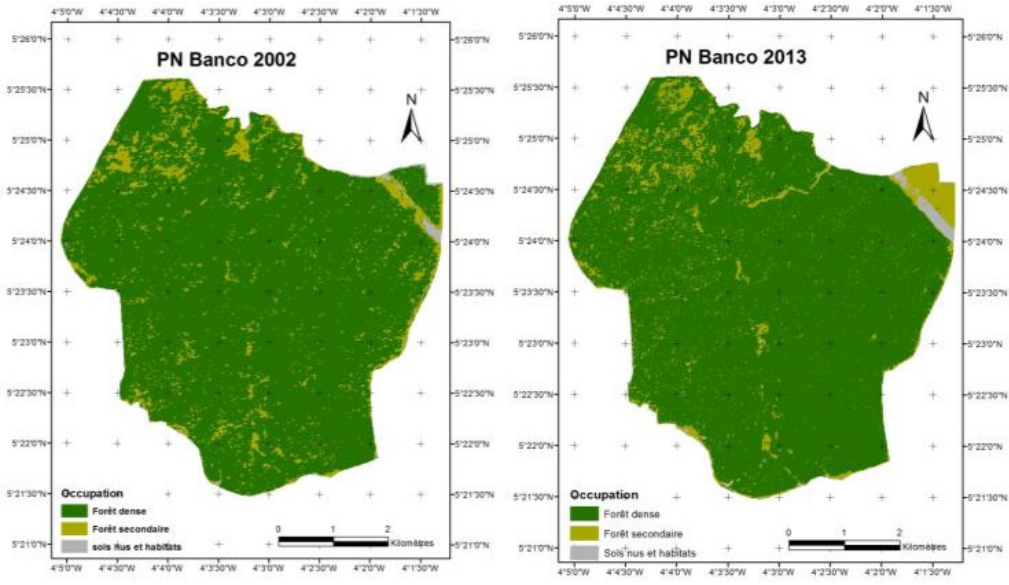 4°5'0"N 4°4'30"N 4°4'0"N 4°3'30"N 4°3'0"N 4°2'30"N 4°2'0"N 4°1'30"N
5°26'0"N
5°25'30"N
5°25'0"N
5°24'30"N
5°24'0"N
5°23'30"N
5°23'0"N
5°22'30"N
5°22'0"N
5°21'30"N
5°21'0"N
PN Banco 2002
N
Occupation
Forêt dense
Forêt secondaire
sols nus et habitats
0 1 2
Kilomètres
5°26'0"N
5°25'30"N
5°25'0"N
5°24'30"N
5°24'0"N
5°23'30"N
5°23'0"N
5°22'30"N
5°22'0"N
5°21'30"N
5°21'0"N
4°5'0"N 4°4'30"N 4°4'0"N 4°3'30"N 4°3'0"N 4°2'30"N 4°2'0"N 4°1'30"N
4°5'0"N 4°4'30"N 4°4'0"N 4°3'30"N 4°3'0"N 4°2'30"N 4°2'0"N 4°1'30"N
5°26'0"N
5°25'30"N
5°25'0"N
5°24'30"N
5°24'0"N
5°23'30"N
5°23'0"N
5°22'30"N
5°22'0"N
5°21'30"N
5°21'0"N
PN Banco 2013
N
Occupation
Forêt dense
Forêt secondaire
Sols nus et habitats
0 1 2
Kilomètres
5°26'0"N
5°25'30"N
5°25'0"N
5°24'30"N
5°24'0"N
5°23'30"N
5°23'0"N
5°22'30"N
5°22'0"N
5°21'30"N
5°21'0"N
4°5'0"N 4°4'30"N 4°4'0"N 4°3'30"N 4°3'0"N 4°2'30"N 4°2'0"N 4°1'30"N